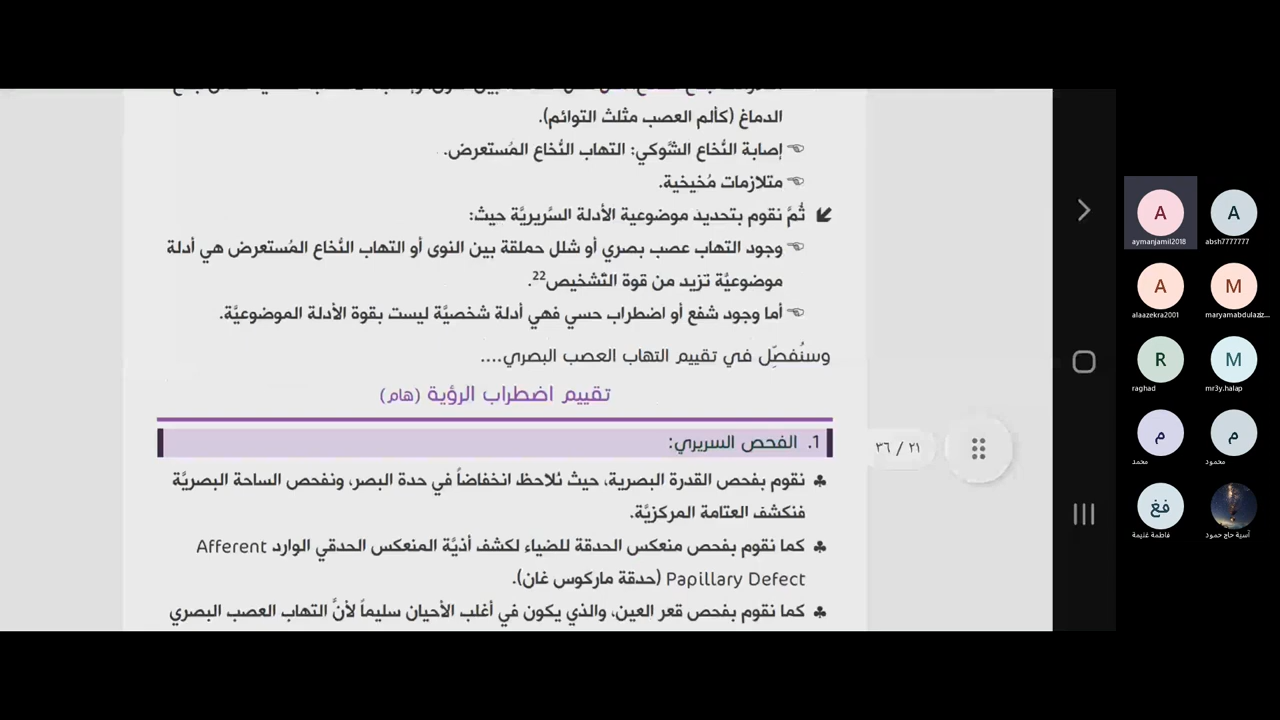 الدماغ (كألم العصب مثلث التوائم).
☜ إصابة النُّخاع الشَّوكي: التهاب النُّخاع المُستعرض.
☜ متلازمات مُخيخية.
ثُمَّ نقوم بتحديد موضوعية الأدلة السَّريريَّة حيث:
☜ وجود التهاب عصب بصري أو شلل حملقة بين النوى أو التهاب النُّخاع المُستعرض هي أدلة
موضوعيَّة تزيد من قوة التَّشخيص22.
☜ أما وجود شفع أو اضطراب حسي فهي أدلة شخصيَّة ليست بقوة الأدلة الموضوعيَّة.
وسنُفصِّل في تقييم التهاب العصب البصري....
تقييم اضطراب الرؤية (هام)
1. الفحص السريري:
٢١ / ٣٦
♣ نقوم بفحص القدرة البصرية، حيث نُلاحظ انخفاضاً في حدة البصر، ونفحص الساحة البصريَّة
فنكشف العتامة المركزيَّة.
♣ كما نقوم بفحص منعكس الحدقة للضياء لكشف أذيَّة المنعكس الحدقي الوارد Afferent
Papillary Defect (حدقة ماركوس غان).
♣ كما نقوم بفحص قعر العين، والذي يكون في أغلب الأحيان سليماً لأنَّ التهاب العصب البصري
A
aymanjamil2018
A
absh7777777
A
alaazekra2001
M
maryamabdulaziz...
R
raghad
M
mr3y.halap
م
محمد
م
محمود
فغ
فاطمة غنيمة
آسية حاج حمود